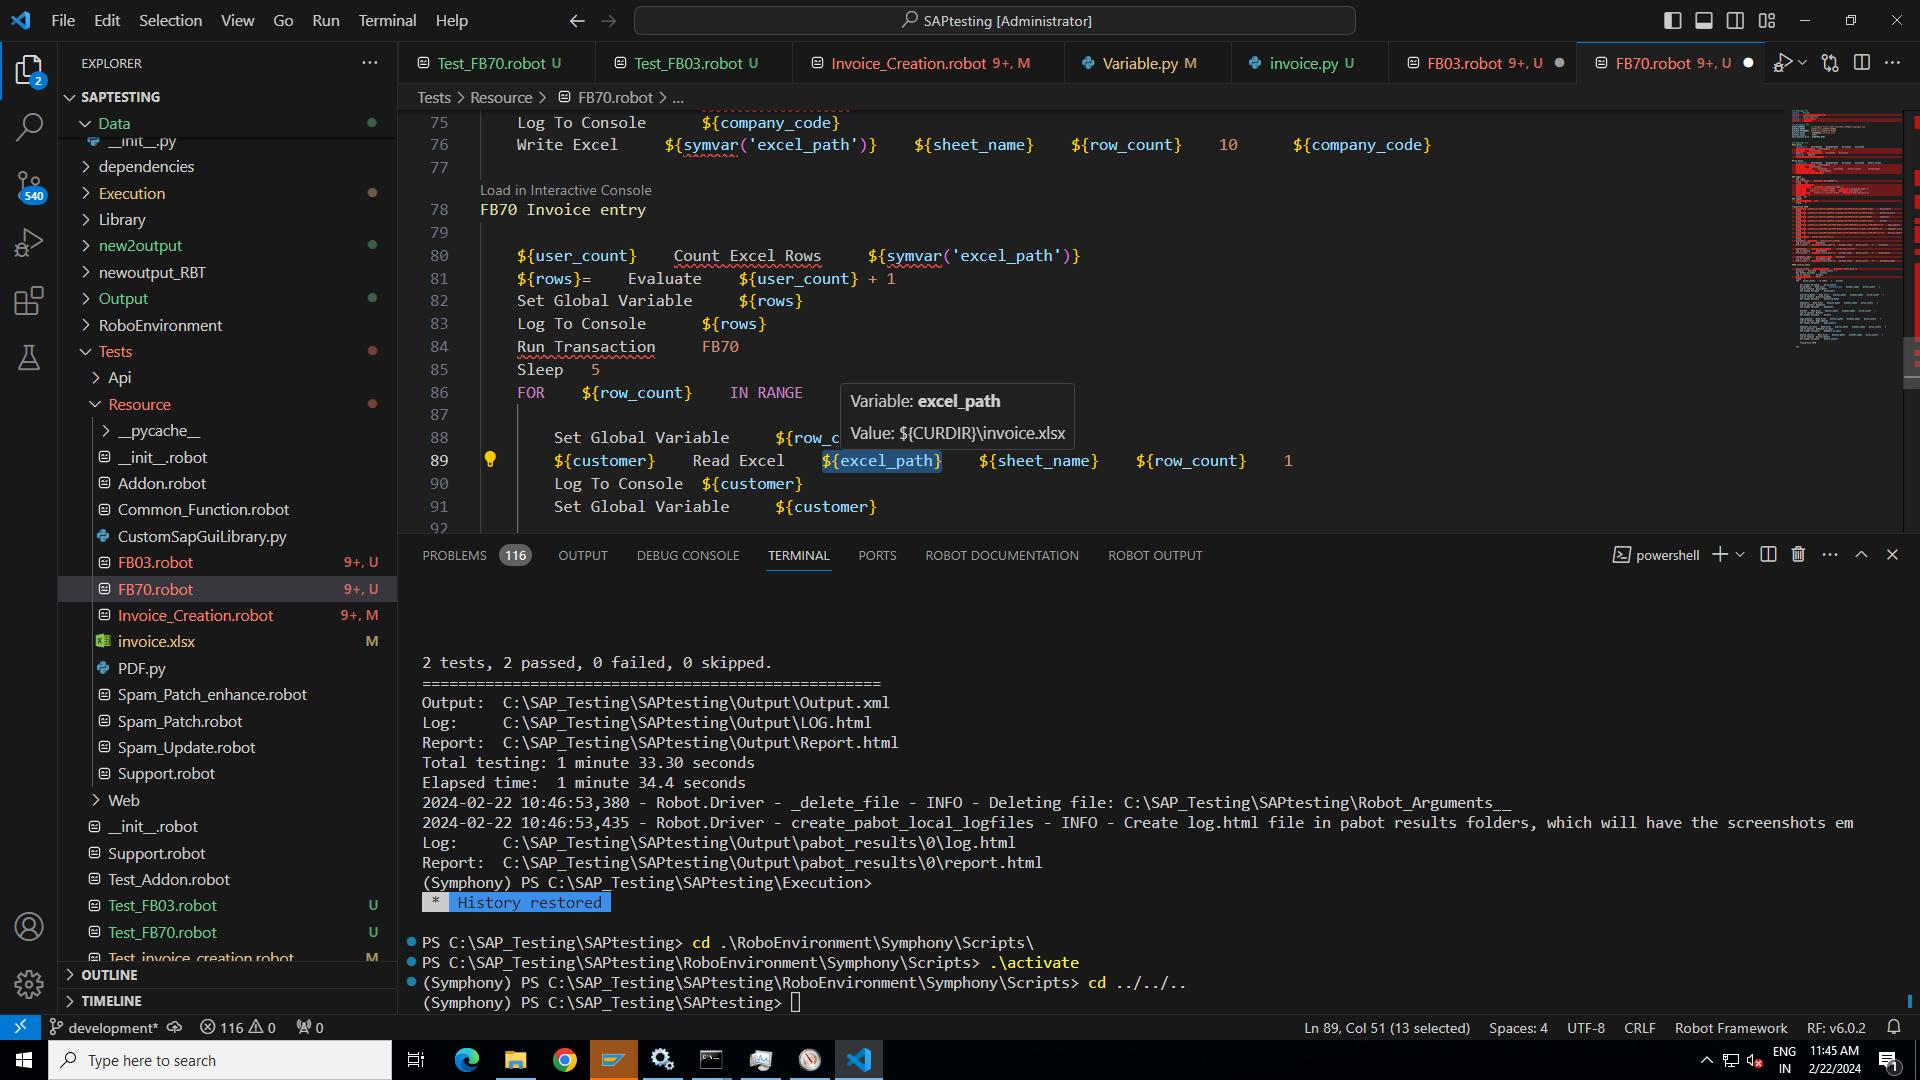 File Edit Selection View Go Run Terminal Help
SAPtesting [Administrator]
EXPLORER
SAPTESTING
Data
__init__.py
dependencies
Execution
Library
new2output
newoutput_RBT
Output
RoboEnvironment
Tests
Api
Resource
__pycache__
__init__.robot
Addon.robot
Common_Function.robot
CustomSapGuiLibrary.py
FB03.robot 9+, U
FB70.robot 9+, U
Invoice_Creation.robot 9+, M
invoice.xlsx M
PDF.py
Spam_Patch_enhance.robot
Spam_Patch.robot
Spam_Update.robot
Support.robot
Web
__init__.robot
Support.robot
Test_Addon.robot
Test_FB03.robot U
Test_FB70.robot U
Test_invoice_creation.robot M
OUTLINE
TIMELINE
2
540
Test_FB70.robot U
Test_FB03.robot U
Invoice_Creation.robot 9+, M
Variable.py M
invoice.py U
FB03.robot 9+, U
FB70.robot 9+, U
Tests > Resource > FB70.robot > ...
75 Log To Console ${company_code}
76 Write Excel ${symvar('excel_path')} ${sheet_name} ${row_count} 10 ${company_code}
77
Load in Interactive Console
78 FB70 Invoice entry
79
80 ${user_count} Count Excel Rows ${symvar('excel_path')}
81 ${rows}= Evaluate ${user_count} + 1
82 Set Global Variable ${rows}
83 Log To Console ${rows}
84 Run Transaction FB70
85 Sleep 5
86 FOR ${row_count} IN RANGE
87
Variable: excel_path
Value: ${CURDIR}\invoice.xlsx
88 Set Global Variable ${row_c
89 ${customer} Read Excel ${excel_path} ${sheet_name} ${row_count} 1
90 Log To Console ${customer}
91 Set Global Variable ${customer}
92
PROBLEMS 116 OUTPUT DEBUG CONSOLE TERMINAL PORTS ROBOT DOCUMENTATION ROBOT OUTPUT
powershell
2 tests, 2 passed, 0 failed, 0 skipped.
===================================================
Output: C:\SAP_Testing\SAPtesting\Output\Output.xml
Log: C:\SAP_Testing\SAPtesting\Output\LOG.html
Report: C:\SAP_Testing\SAPtesting\Output\Report.html
Total testing: 1 minute 33.30 seconds
Elapsed time: 1 minute 34.4 seconds
2024-02-22 10:46:53,380 - Robot.Driver - _delete_file - INFO - Deleting file: C:\SAP_Testing\SAPtesting\Robot_Arguments__
2024-02-22 10:46:53,435 - Robot.Driver - create_pabot_local_logfiles - INFO - Create log.html file in pabot results folders, which will have the screenshots em
Log: C:\SAP_Testing\SAPtesting\Output\pabot_results\0\log.html
Report: C:\SAP_Testing\SAPtesting\Output\pabot_results\0\report.html
(Symphony) PS C:\SAP_Testing\SAPtesting\Execution>
* History restored
PS C:\SAP_Testing\SAPtesting> cd .\RoboEnvironment\Symphony\Scripts\
PS C:\SAP_Testing\SAPtesting\RoboEnvironment\Symphony\Scripts> .\activate
(Symphony) PS C:\SAP_Testing\SAPtesting\RoboEnvironment\Symphony\Scripts> cd ../../..
(Symphony) PS C:\SAP_Testing\SAPtesting>
development* 116 0 0
Ln 89, Col 51 (13 selected) Spaces: 4 UTF-8 CRLF Robot Framework RF: v6.0.2
Type here to search
ENG
IN
11:45 AM
2/22/2024
1